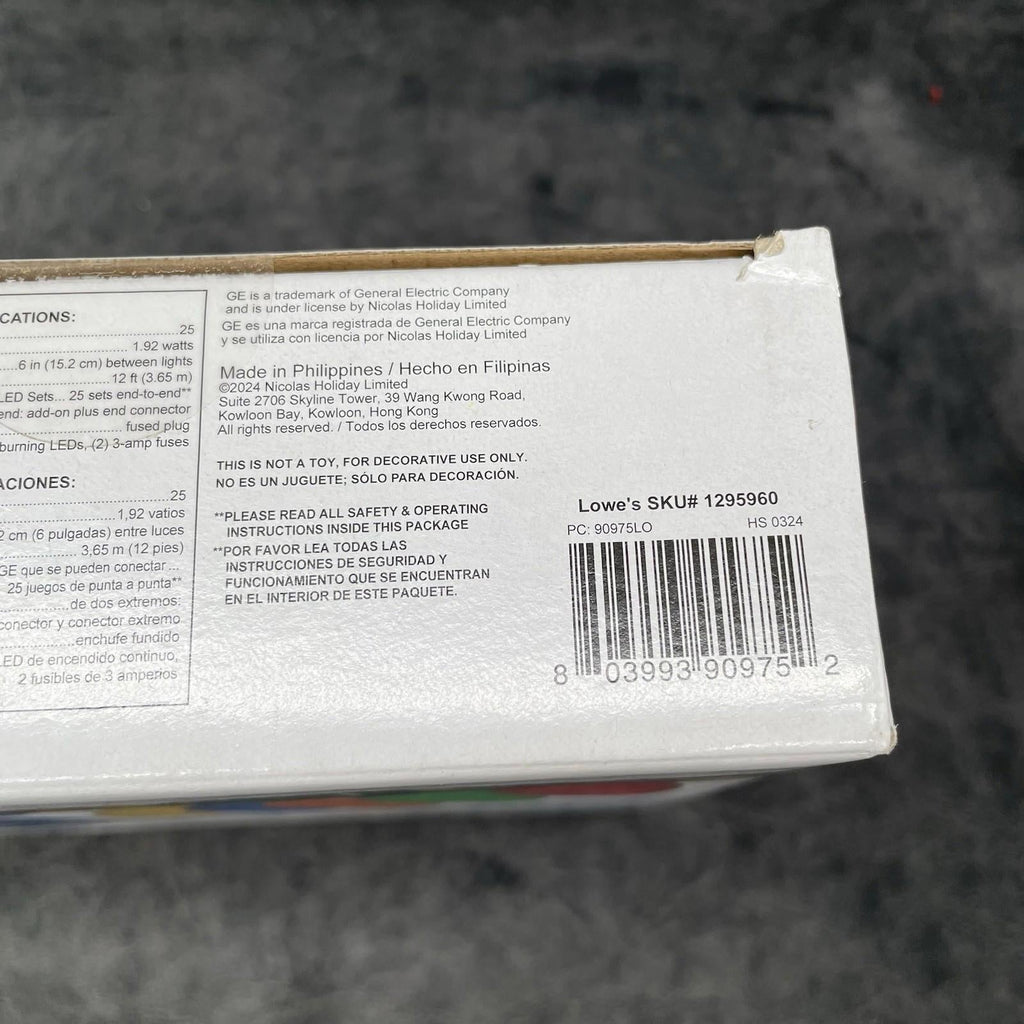 CATIONS:
25
1.92 watts
6 in (15.2 cm) between lights
12 ft (3.65 m)
LED Sets... 25 sets end-to-end**
end: add-on plus end connector
fused plug
burning LEDs, (2) 3-amp fuses
ACIONES:
25
1,92 vatios
2 cm (6 pulgadas) entre luces
3,65 m (12 pies)
GE que se pueden conectar...
25 juegos de punta a punta**
de dos extremos:
conector y conector extremo
enchufe fundido
LED de encendido continuo,
2 fusibles de 3 amperios
GE is a trademark of General Electric Company
and is under license by Nicolas Holiday Limited
GE es una marca registrada de General Electric Company
y se utiliza con licencia por Nicolas Holiday Limited
Made in Philippines / Hecho en Filipinas
©2024 Nicolas Holiday Limited
Suite 2706 Skyline Tower, 39 Wang Kwong Road,
Kowloon Bay, Kowloon, Hong Kong
All rights reserved. / Todos los derechos reservados.
THIS IS NOT A TOY, FOR DECORATIVE USE ONLY.
NO ES UN JUGUETE; SÓLO PARA DECORACIÓN.
**PLEASE READ ALL SAFETY & OPERATING
INSTRUCTIONS INSIDE THIS PACKAGE
**POR FAVOR LEA TODAS LAS
INSTRUCCIONES DE SEGURIDAD Y
FUNCIONAMIENTO QUE SE ENCUENTRAN
EN EL INTERIOR DE ESTE PAQUETE.
Lowe's SKU# 1295960
PC: 90975LO HS 0324
8 03993 90975 2